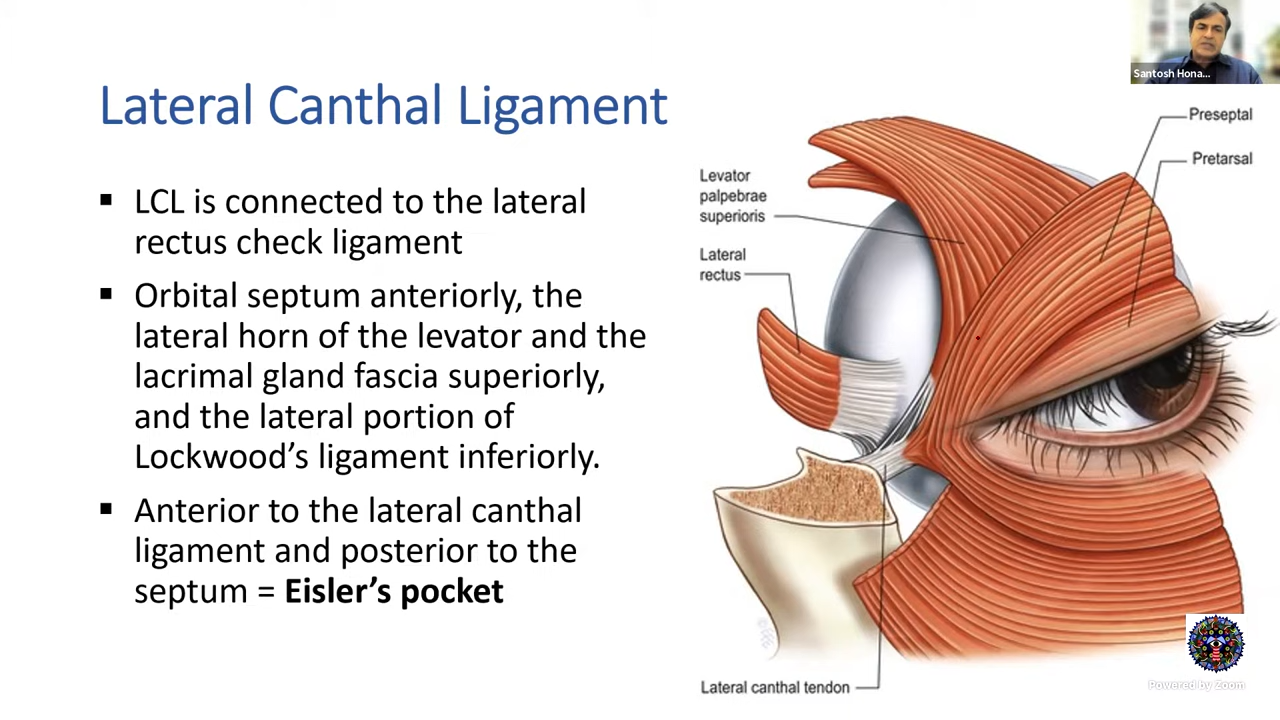 Santosh Hona...
Lateral Canthal Ligament
▪ LCL is connected to the lateral
rectus check ligament
▪ Orbital septum anteriorly, the
lateral horn of the levator and the
lacrimal gland fascia superiorly,
and the lateral portion of
Lockwood’s ligament inferiorly.
▪ Anterior to the lateral canthal
ligament and posterior to the
septum = Eisler’s pocket
Preseptal
Pretarsal
Levator
palpebrae
superioris
Lateral
rectus
Lateral canthal tendon
Powered by Zoom